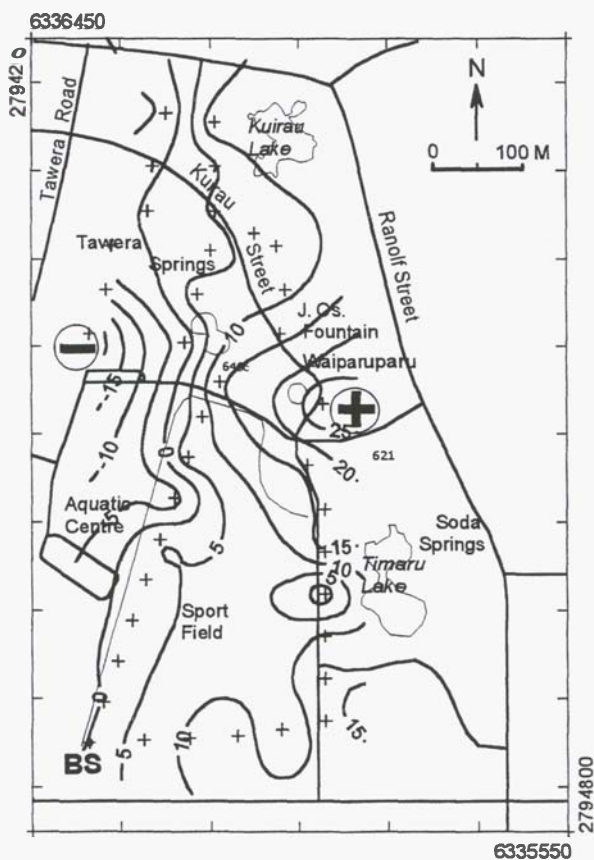 6336450
27942 0
Tawera Road
N
0 100 M
Kuirau
Lake
Kuirau
Street
Ranolf Street
Tawera
Springs
J. Gs.
Fountain
-10
Waiparuparu
--15
25.
20.
621
--10
0
Aquatic
Centre
5
5
Soda
Springs
15.
10
5
Timaru
Lake
Sport
Field
0
5
10
15.
BS
2794800
6335550